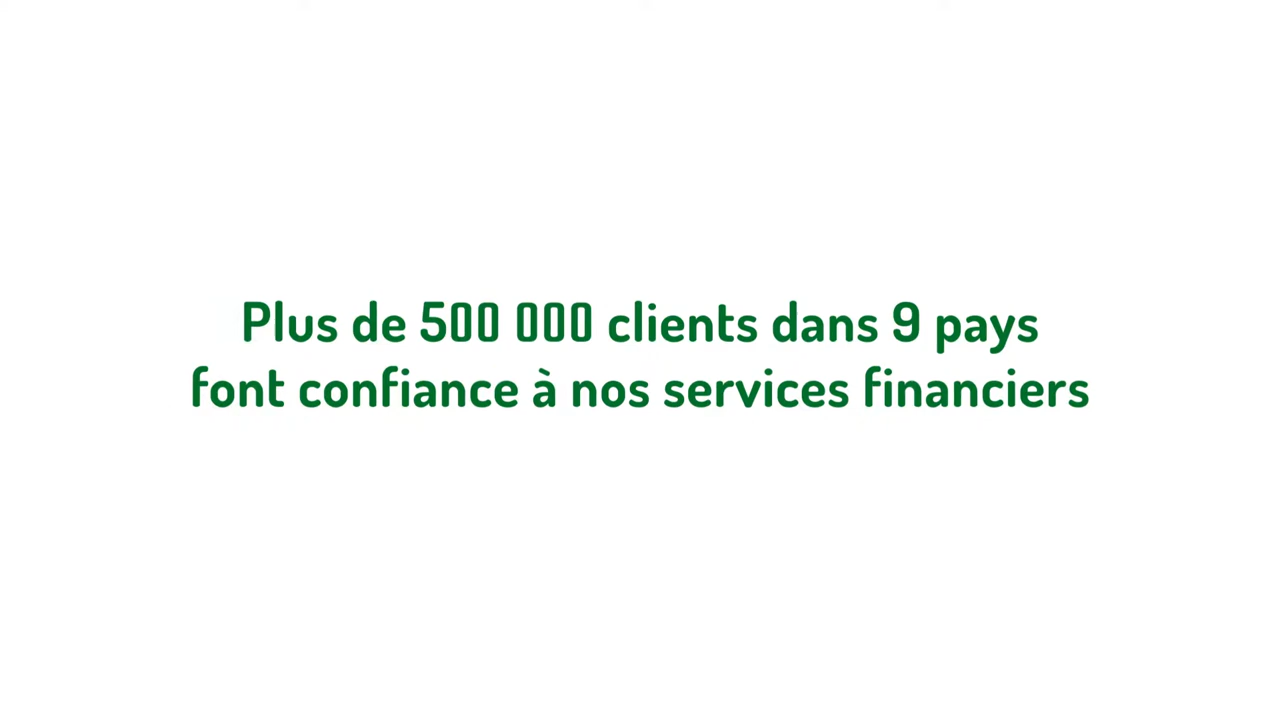 Plus de 500 000 clients dans 9 pays
font confiance à nos services financiers